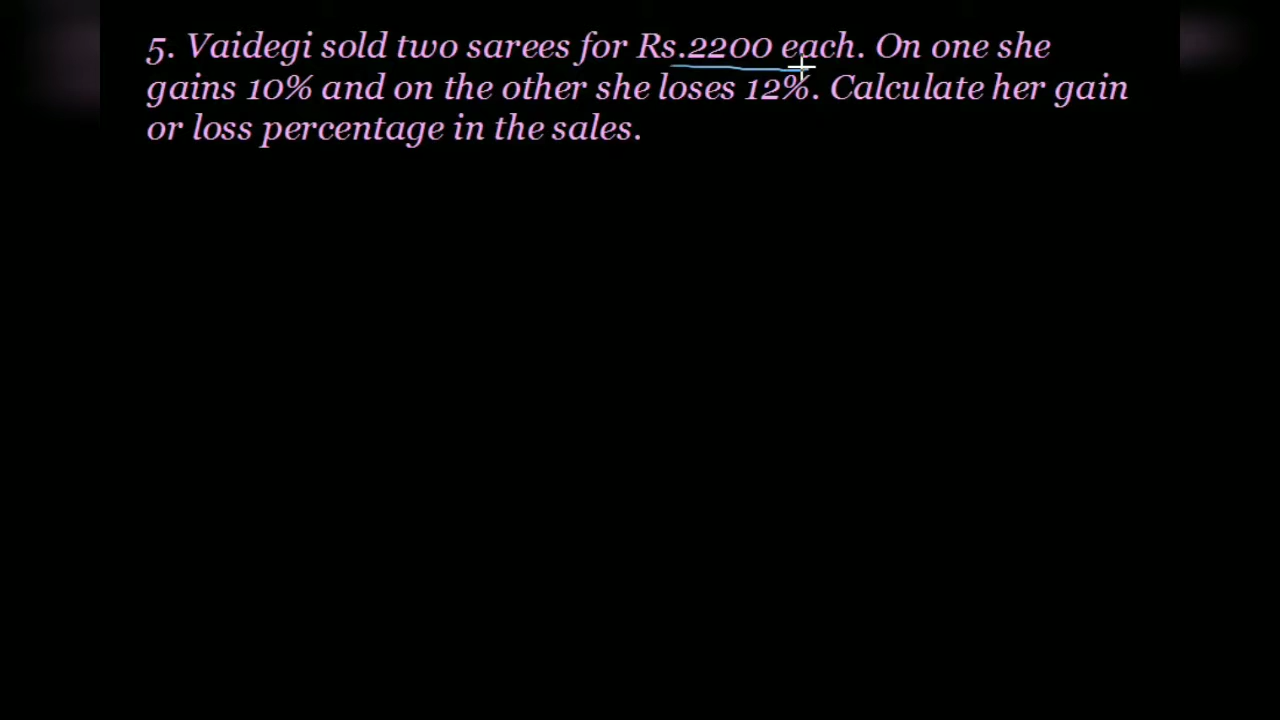 5. Vaidegi sold two sarees for Rs.2200 each. On one she
gains 10% and on the other she loses 12%. Calculate her gain
or loss percentage in the sales.